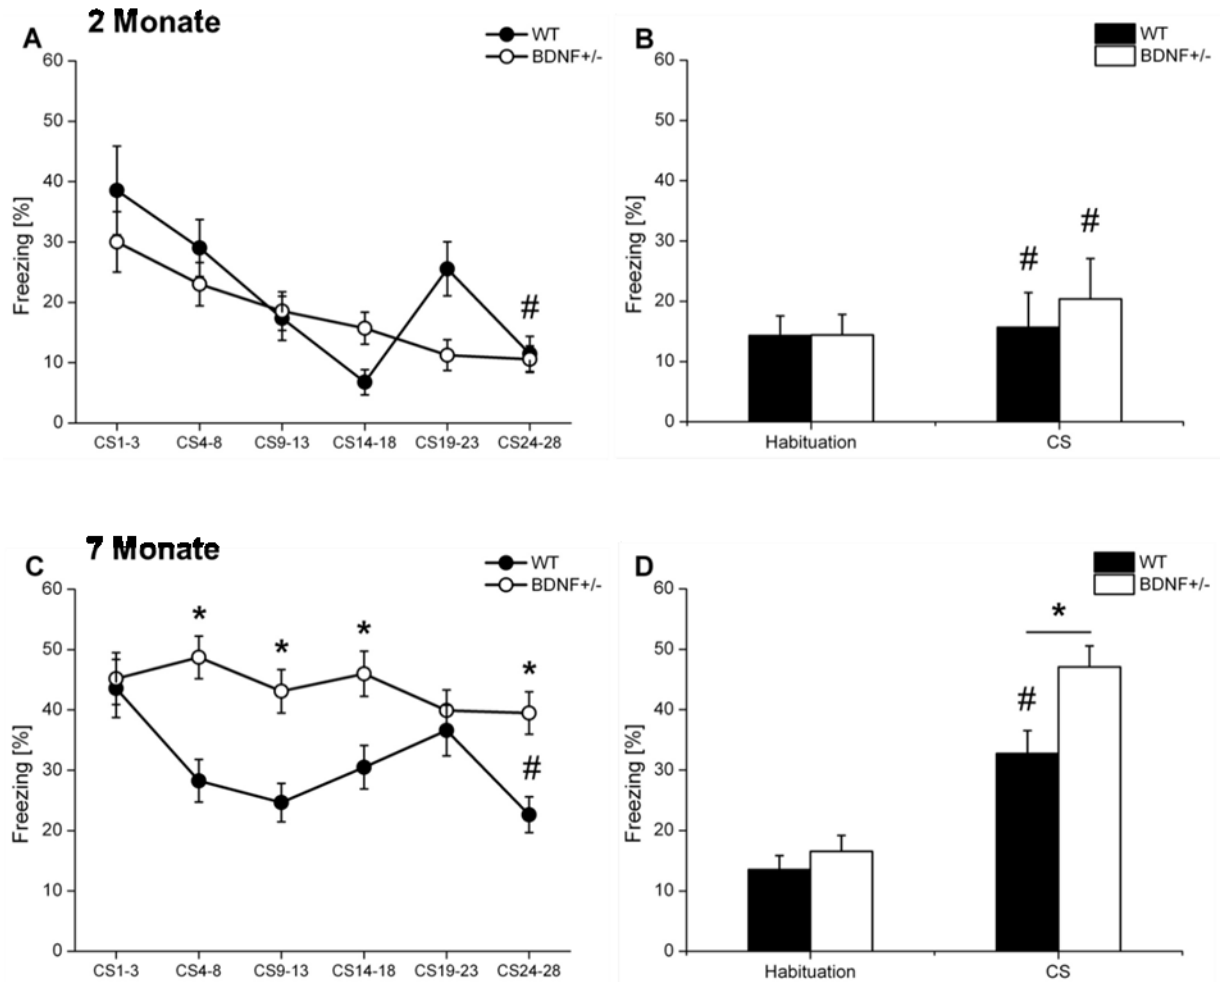 2 Monate
A
WT
BDNF+/-
Freezing [%]
60
50
40
30
20
10
0
#
CS1-3 CS4-8 CS9-13 CS14-18 CS19-23 CS24-28
B
WT
BDNF+/-
Freezing [%]
60
50
40
30
20
10
0
# #
Habituation CS
7 Monate
C
WT
BDNF+/-
Freezing [%]
60
50
40
30
20
10
0
* * * *
#
CS1-3 CS4-8 CS9-13 CS14-18 CS19-23 CS24-28
D
WT
BDNF+/-
Freezing [%]
60
50
40
30
20
10
0
*
#
Habituation CS